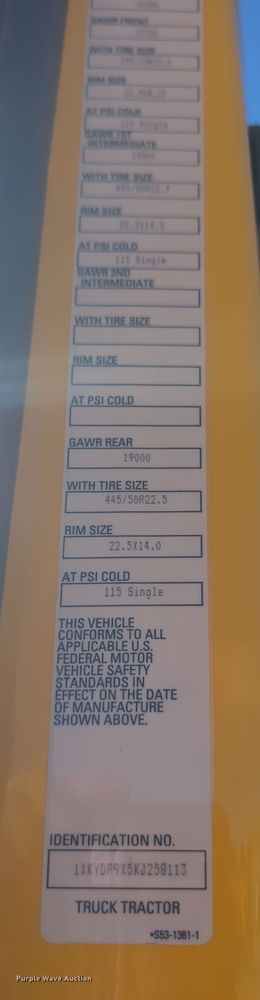 GAWR FRONT
WITH TIRE SIZE
RIM SIZE
AT PSI COLD
GAWR 1ST
INTERMEDIATE
19000
WITH TIRE SIZE
445/50R22.5
RIM SIZE
22.5X14.0
AT PSI COLD
115 Single
GAWR 2ND
INTERMEDIATE
WITH TIRE SIZE
RIM SIZE
AT PSI COLD
GAWR REAR
19000
WITH TIRE SIZE
445/50R22.5
RIM SIZE
22.5X14.0
AT PSI COLD
115 Single
THIS VEHICLE
CONFORMS TO ALL
APPLICABLE U.S.
FEDERAL MOTOR
VEHICLE SAFETY
STANDARDS IN
EFFECT ON THE DATE
OF MANUFACTURE
SHOWN ABOVE.
IDENTIFICATION NO.
1XKYDP9X5KJ258113
TRUCK TRACTOR
•S53-1361-1
Purple Wave Auction